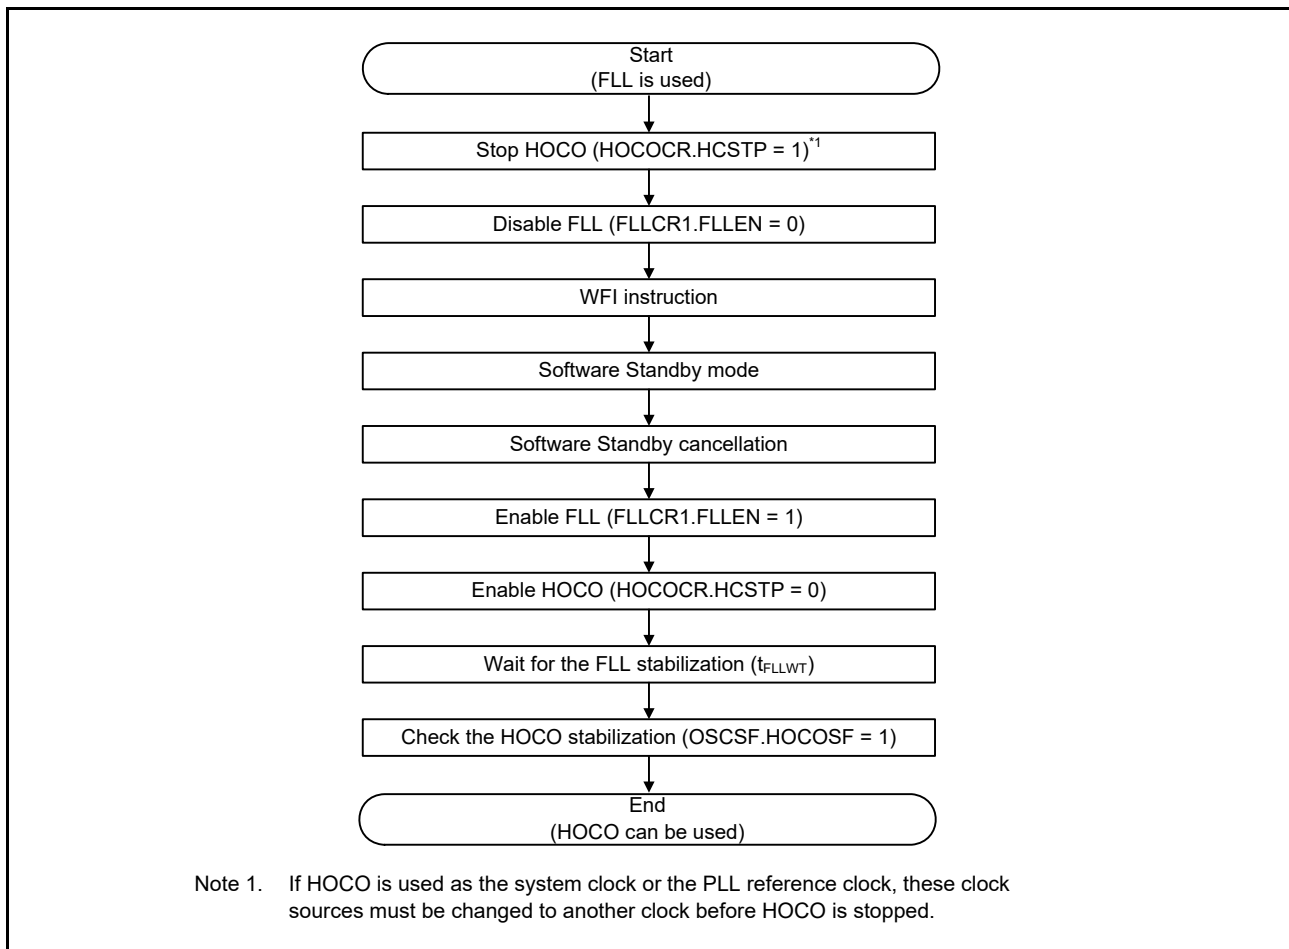 Start
(FLL is used)
Stop HOCO (HOCOCR.HCSTP = 1)*1
Disable FLL (FLLCR1.FLLEN = 0)
WFI instruction
Software Standby mode
Software Standby cancellation
Enable FLL (FLLCR1.FLLEN = 1)
Enable HOCO (HOCOCR.HCSTP = 0)
Wait for the FLL stabilization (tFLLWT)
Check the HOCO stabilization (OSCSF.HOCOSF = 1)
End
(HOCO can be used)
Note 1. If HOCO is used as the system clock or the PLL reference clock, these clock
sources must be changed to another clock before HOCO is stopped.